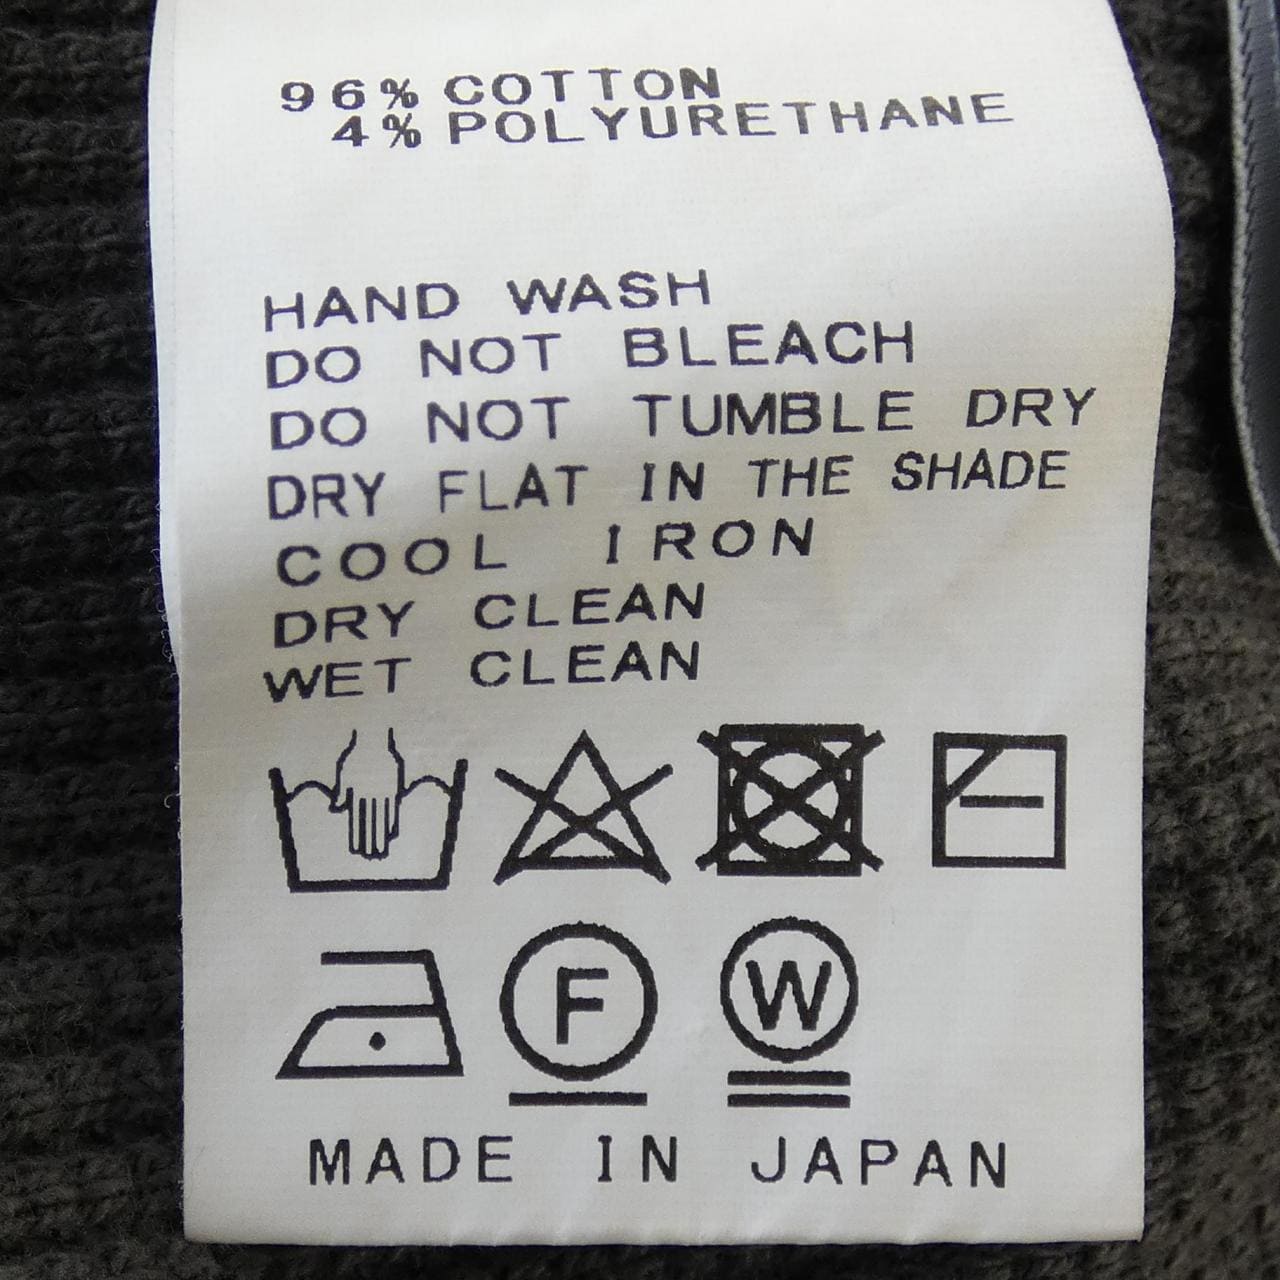 96% COTTON
4% POLYURETHANE
HAND WASH
DO NOT BLEACH
DO NOT TUMBLE DRY
DRY FLAT IN THE SHADE
COOL IRON
DRY CLEAN
WET CLEAN
F W
MADE IN JAPAN